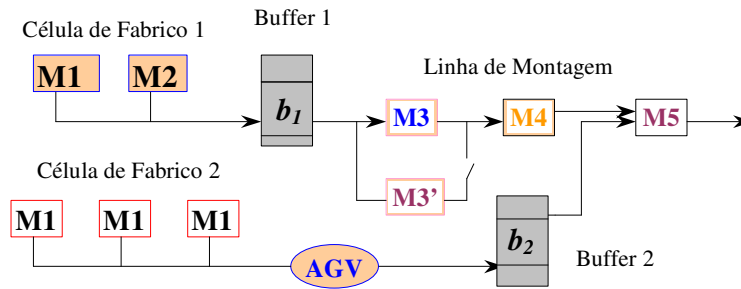 Buffer 1
Célula de Fabrico 1
M1 M2
Linha de Montagem
b1
M3 M4 M5
Célula de Fabrico 2
M3’
M1 M1 M1
b2
AGV
Buffer 2